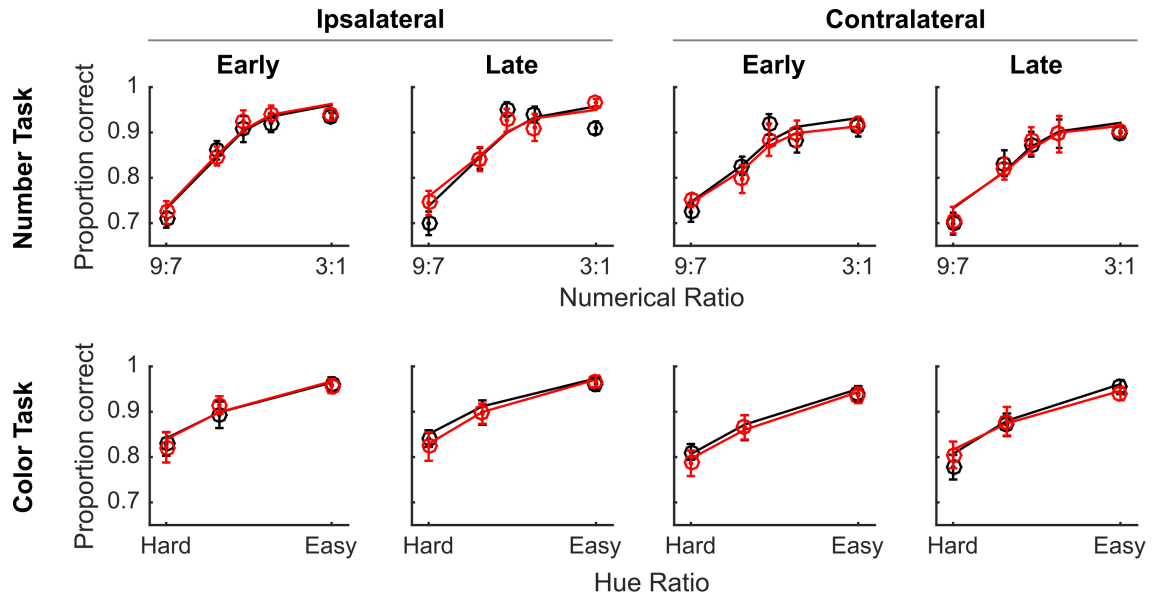 Ipsalateral Contralateral
Early Late Early Late
Number Task
Proportion correct
1
0.9
0.8
0.7
9:7 3:1 9:7 3:1 9:7 3:1 9:7 3:1
Numerical Ratio
Color Task
Proportion correct
1
0.9
0.8
0.7
Hard Easy Hard Easy Hard Easy Hard Easy
Hue Ratio